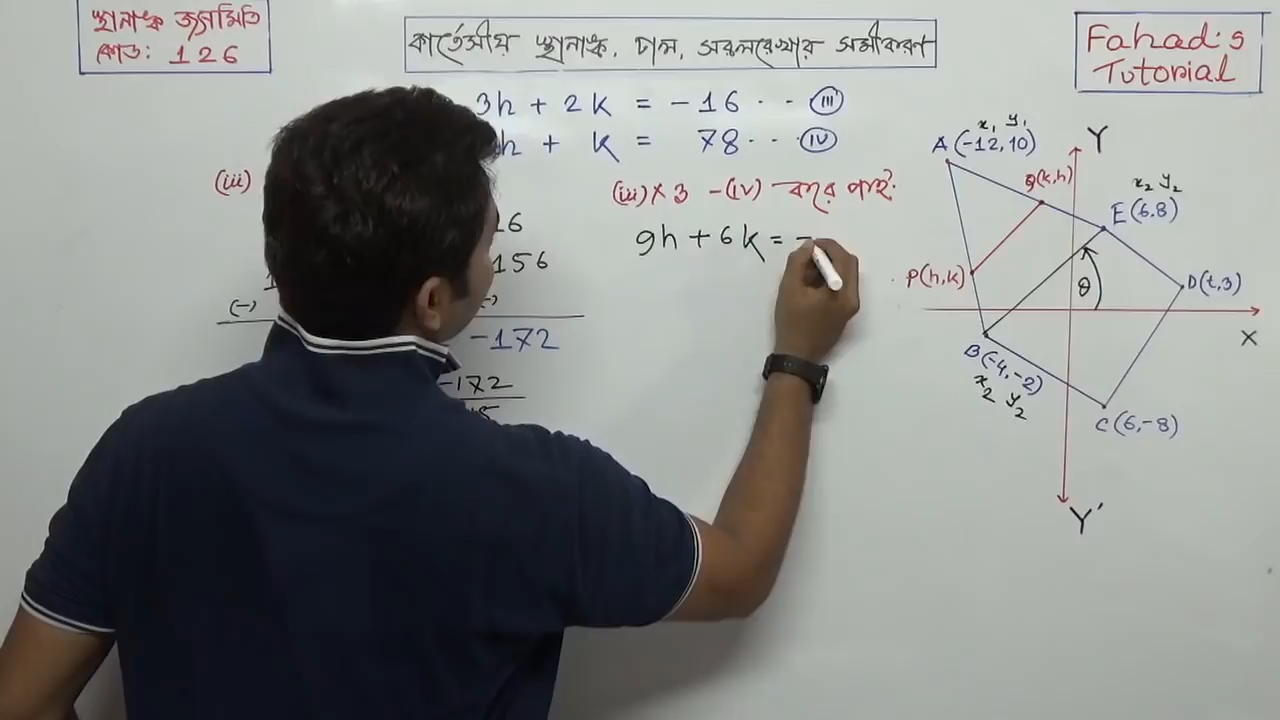 স্থানাঙ্ক জ্যামিতি
কোড: 126
কার্তেসীয় স্থানাঙ্ক, ঢাল, সরলরেখার সমীকরণ
Fahad's
Tutorial
3h + 2k = -16 ·· (III)
h + k = 78 ·· (IV)
(iii)
16
156
(-)
-)
-172
-172
(iii) × 3 - (iv) করে পাই:
9h + 6k = -
Y
x₁ y₁
A (-12,10)
Q(k,h)
x₂ y₂
E (6,8)
P(h,k)
θ
D(t,3)
X
B(-4,-2)
x₂ y₂
C(6,-8)
Y'